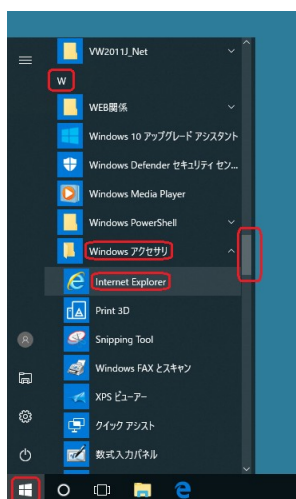 VW2011J_Net
W
WEB関係
Windows 10 アップグレード アシスタント
Windows Defender セキュリティ セン...
Windows Media Player
Windows PowerShell
Windows アクセサリ
Internet Explorer
Print 3D
Snipping Tool
Windows FAX とスキャン
XPS ビューアー
クイック アシスト
数式入力パネル